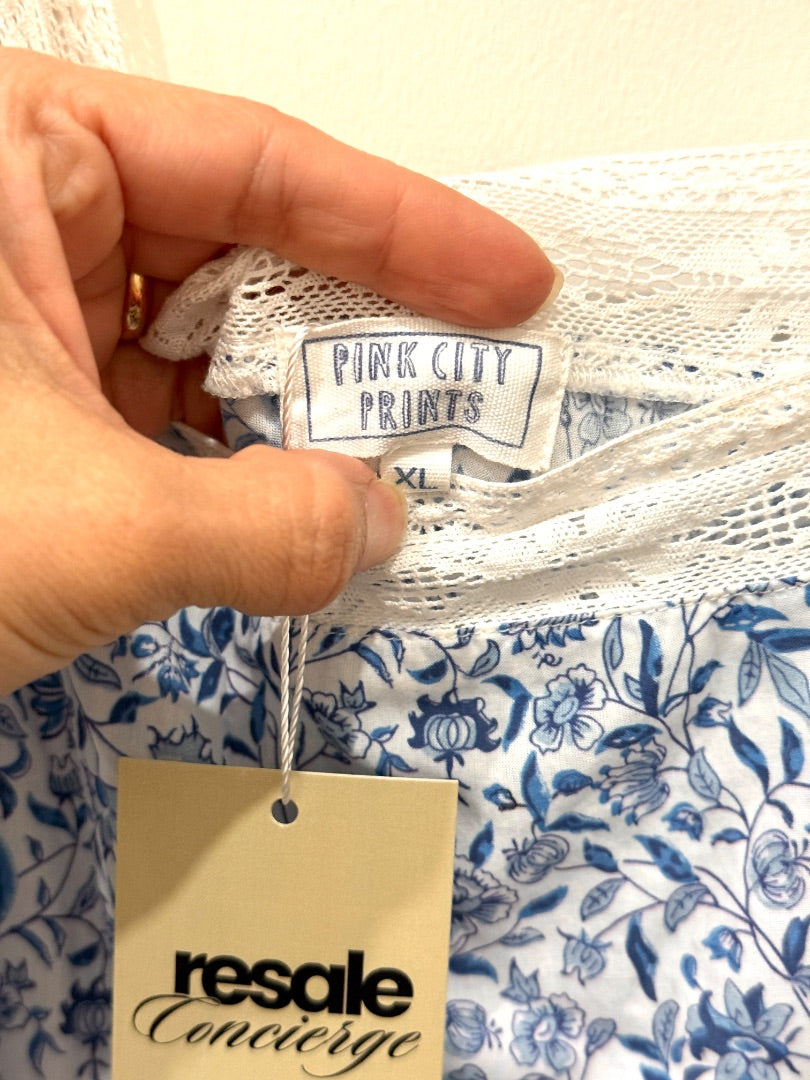 PINK CITY
PRINTS
XL
resale
Concierge